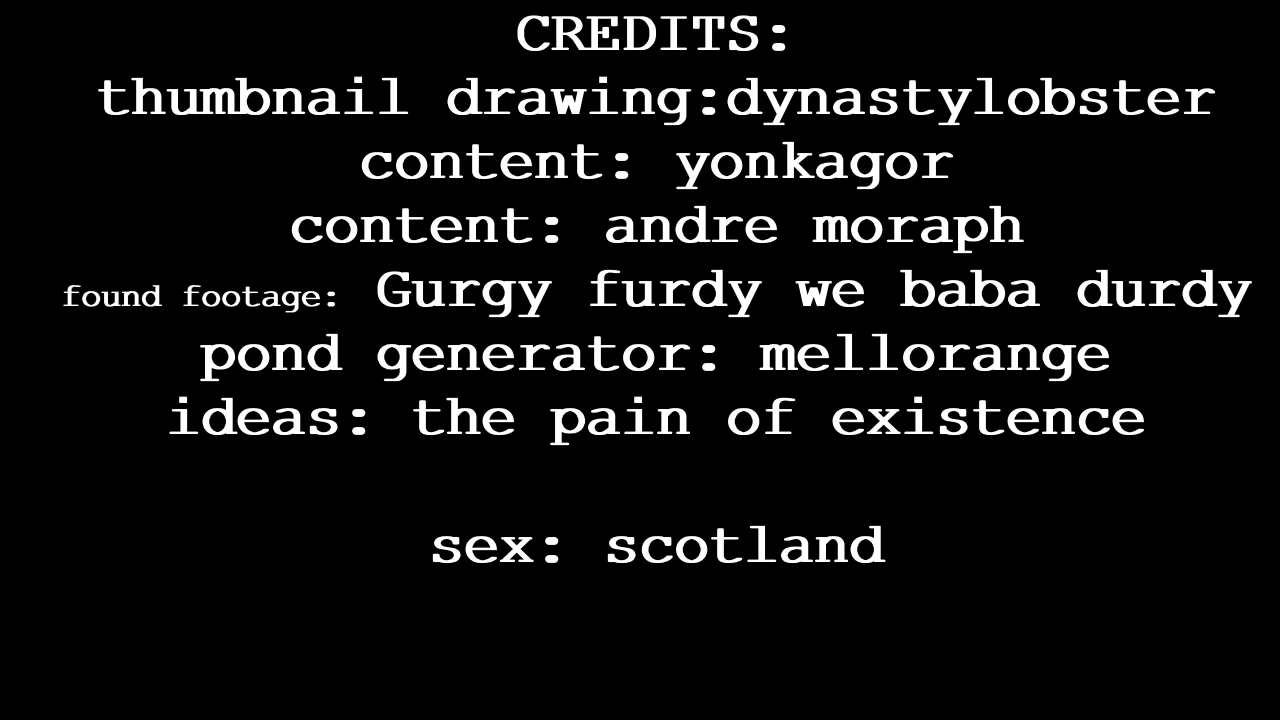 CREDITS:
thumbnail drawing:dynastylobster
content: yonkagor
content: andre moraph
found footage: Gurgy furdy we baba durdy
pond generator: mellorange
ideas: the pain of existence
sex: scotland